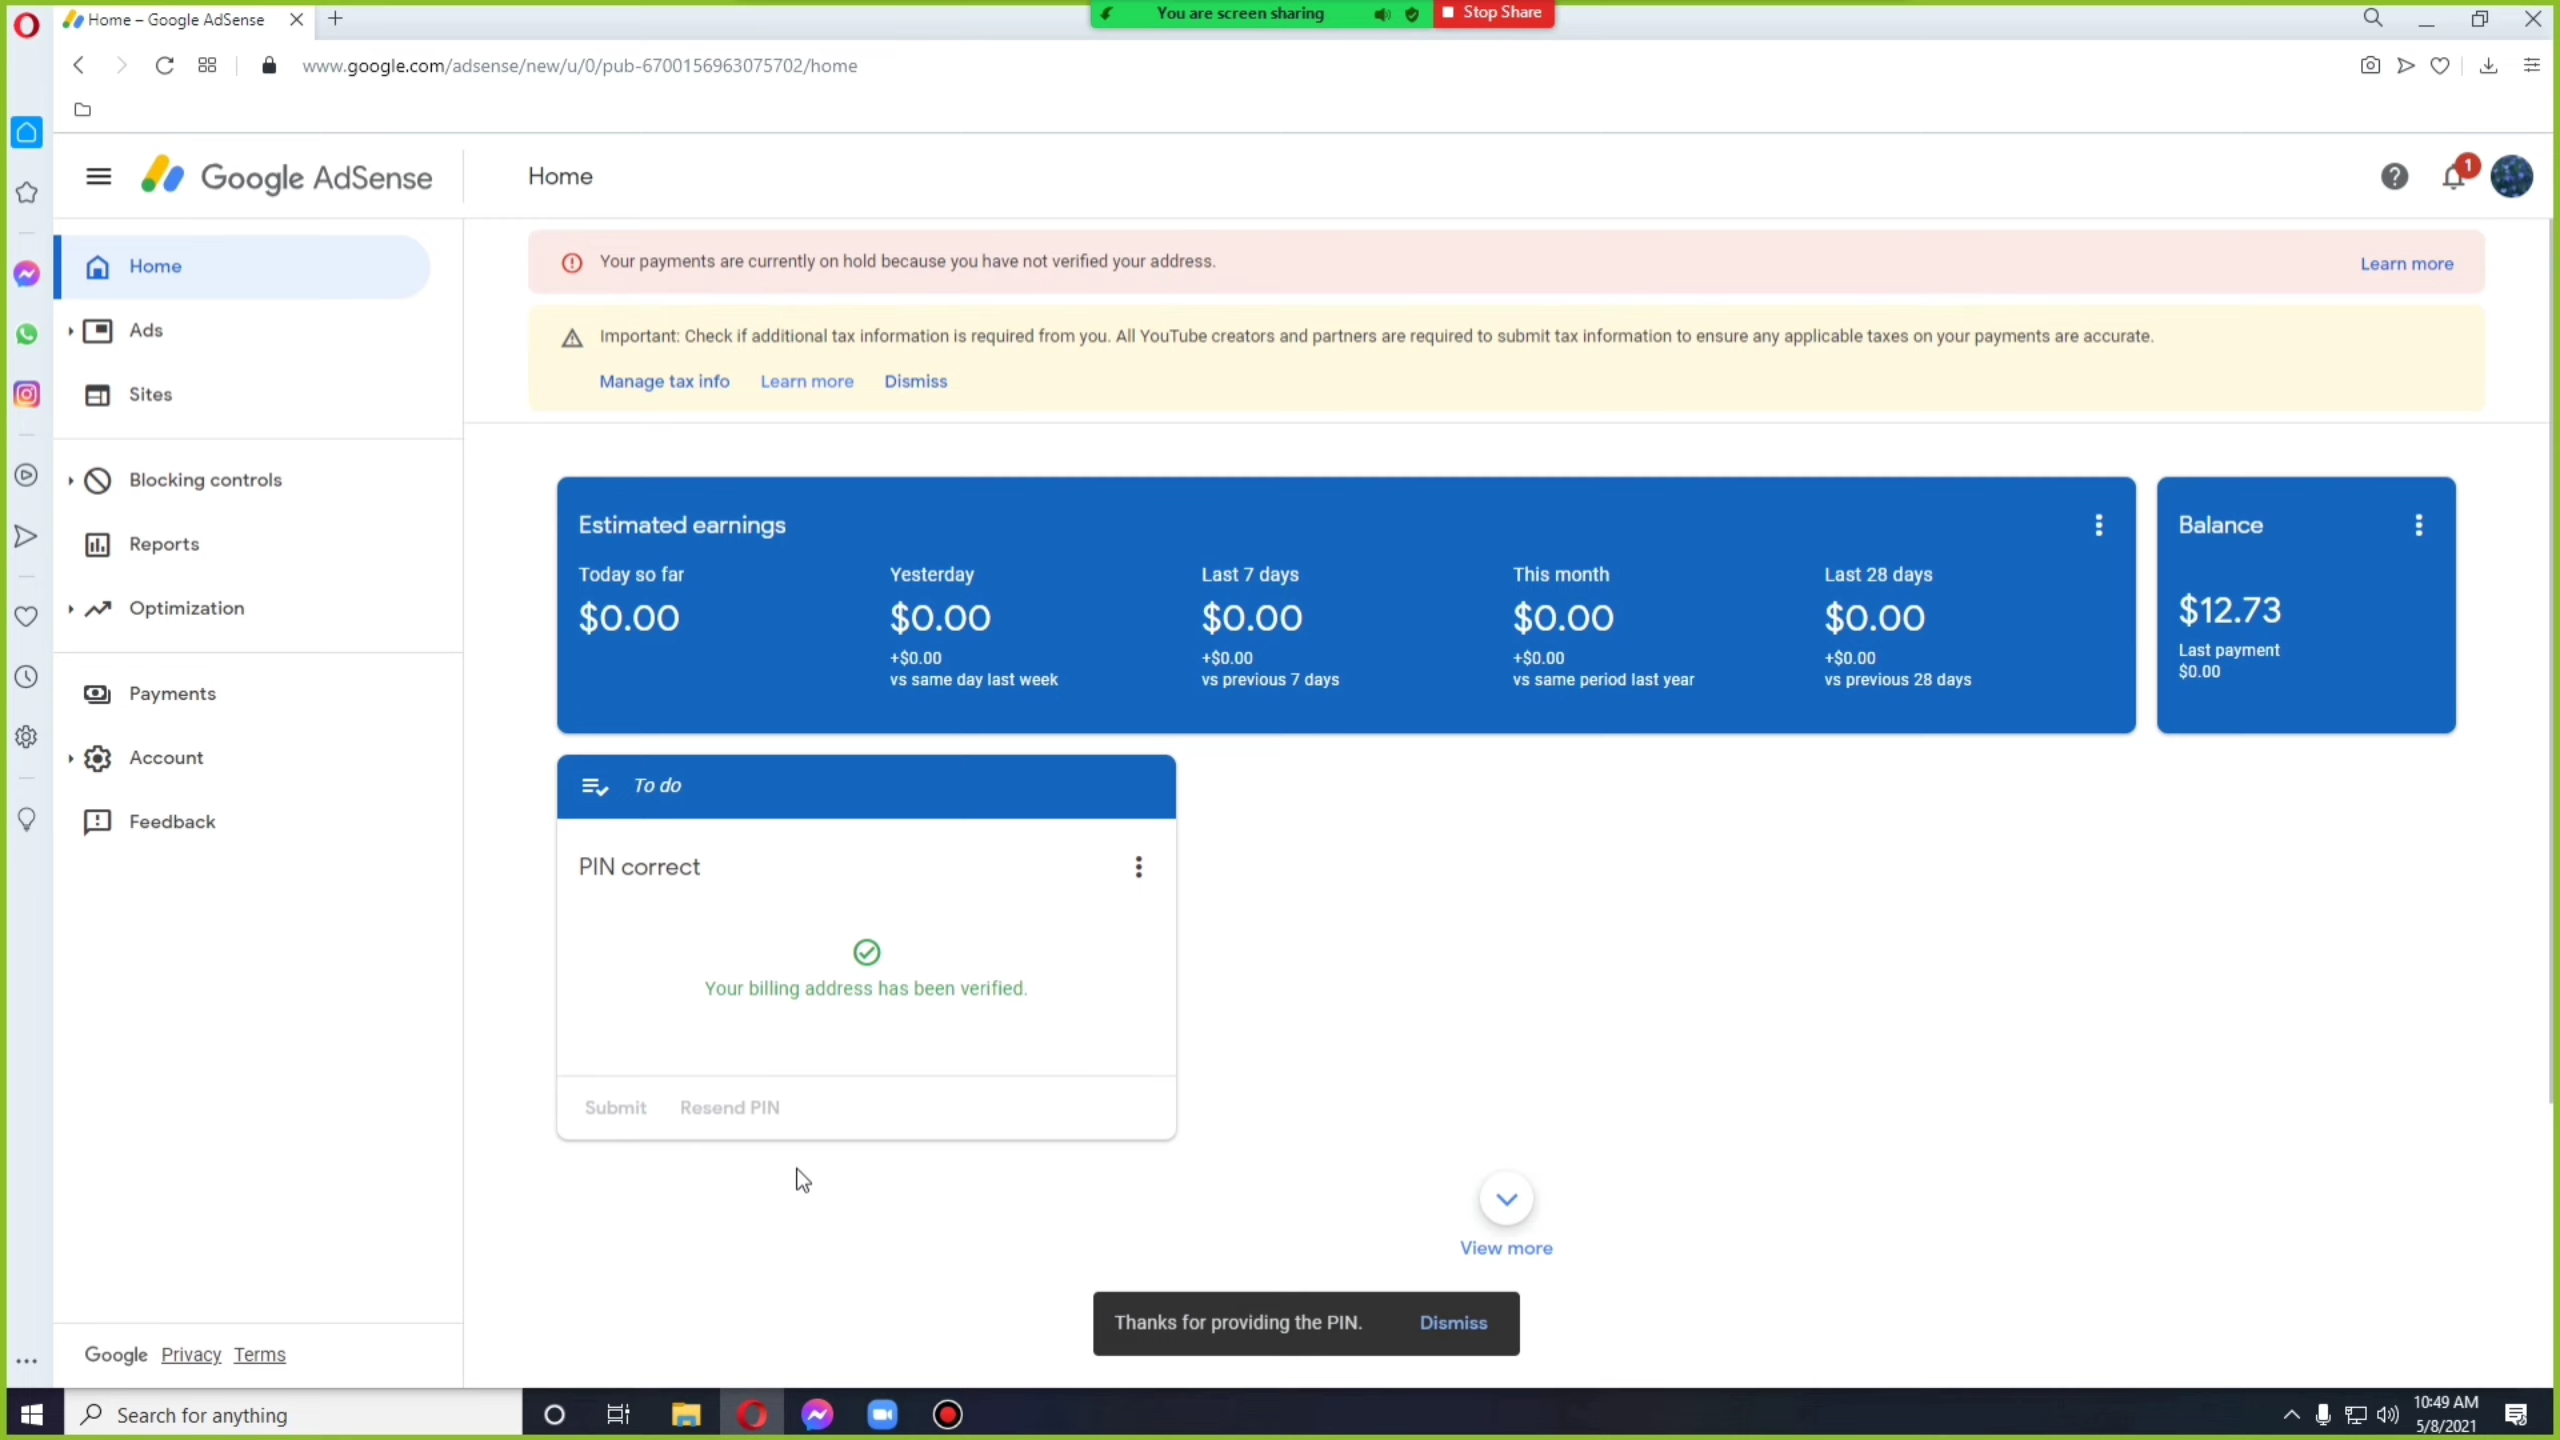 Home – Google AdSense
You are screen sharing
Stop Share
www.google.com/adsense/new/u/0/pub-6700156963075702/home
Google AdSense
Home
1
Home
Ads
Sites
Blocking controls
Reports
Optimization
Payments
Account
Feedback
Your payments are currently on hold because you have not verified your address.
Learn more
Important: Check if additional tax information is required from you. All YouTube creators and partners are required to submit tax information to ensure any applicable taxes on your payments are accurate.
Manage tax info Learn more Dismiss
Estimated earnings
Today so far
$0.00
Yesterday
$0.00
+$0.00
vs same day last week
Last 7 days
$0.00
+$0.00
vs previous 7 days
This month
$0.00
+$0.00
vs same period last year
Last 28 days
$0.00
+$0.00
vs previous 28 days
Balance
$12.73
Last payment
$0.00
To do
PIN correct
Your billing address has been verified.
Submit Resend PIN
View more
Thanks for providing the PIN. Dismiss
Google Privacy Terms
Search for anything
10:49 AM
5/8/2021